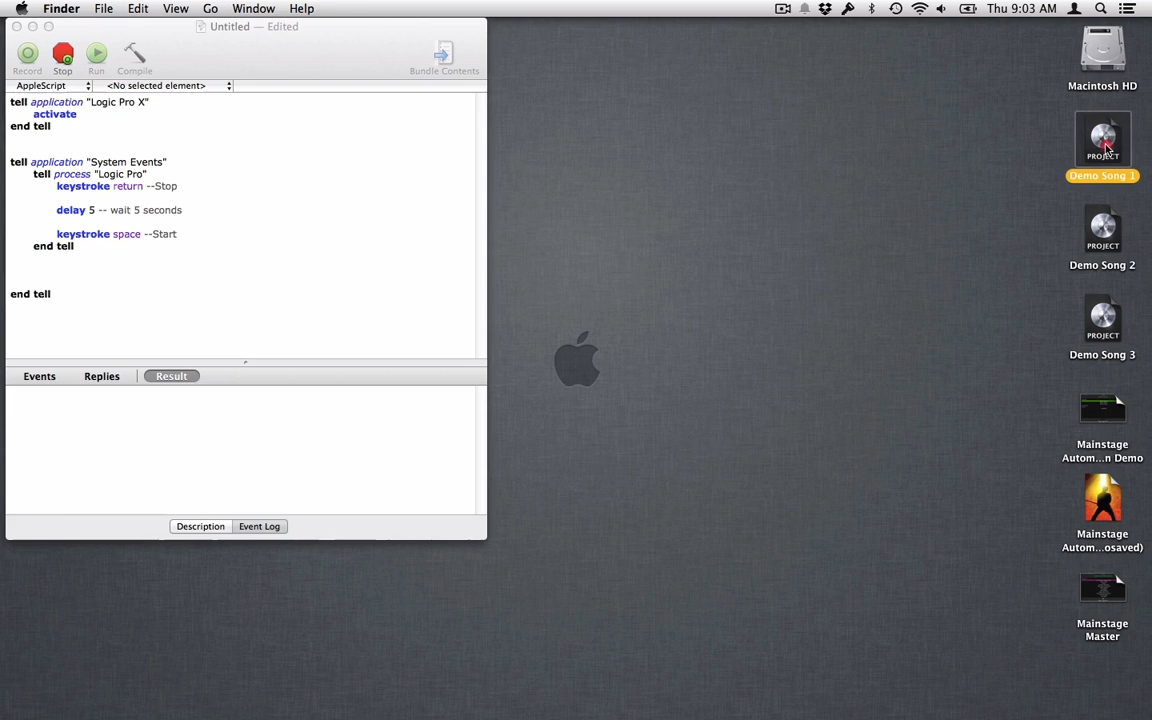 Finder File Edit View Go Window Help
Thu 9:03 AM
Untitled — Edited
Record Stop Run Compile Bundle Contents
AppleScript <No selected element>
tell application "Logic Pro X"
activate
end tell
tell application "System Events"
tell process "Logic Pro"
keystroke return --Stop
delay 5 -- wait 5 seconds
keystroke space --Start
end tell
end tell
Events Replies Result
Description Event Log
Macintosh HD
PROJECT
Demo Song 1
PROJECT
Demo Song 2
PROJECT
Demo Song 3
Mainstage
Autom...n Demo
Mainstage
Autom...osaved)
Mainstage
Master